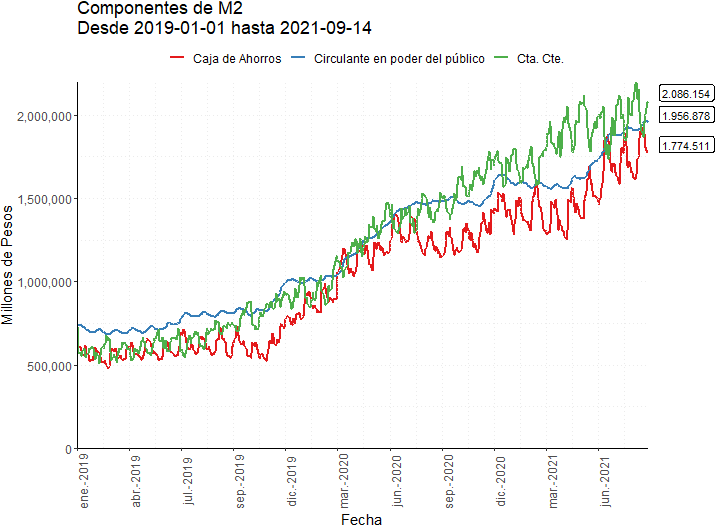 Componentes de M2
Desde 2019-01-01 hasta 2021-09-14
Caja de Ahorros Circulante en poder del público Cta. Cte.
2.086.154
1.956.878
1.774.511
Millones de Pesos
2,000,000
1,500,000
1,000,000
500,000
0
ene.-2019
abr.-2019
jul.-2019
sep.-2019
dic.-2019
mar.-2020
jun.-2020
sep.-2020
dic.-2020
mar.-2021
jun.-2021
Fecha